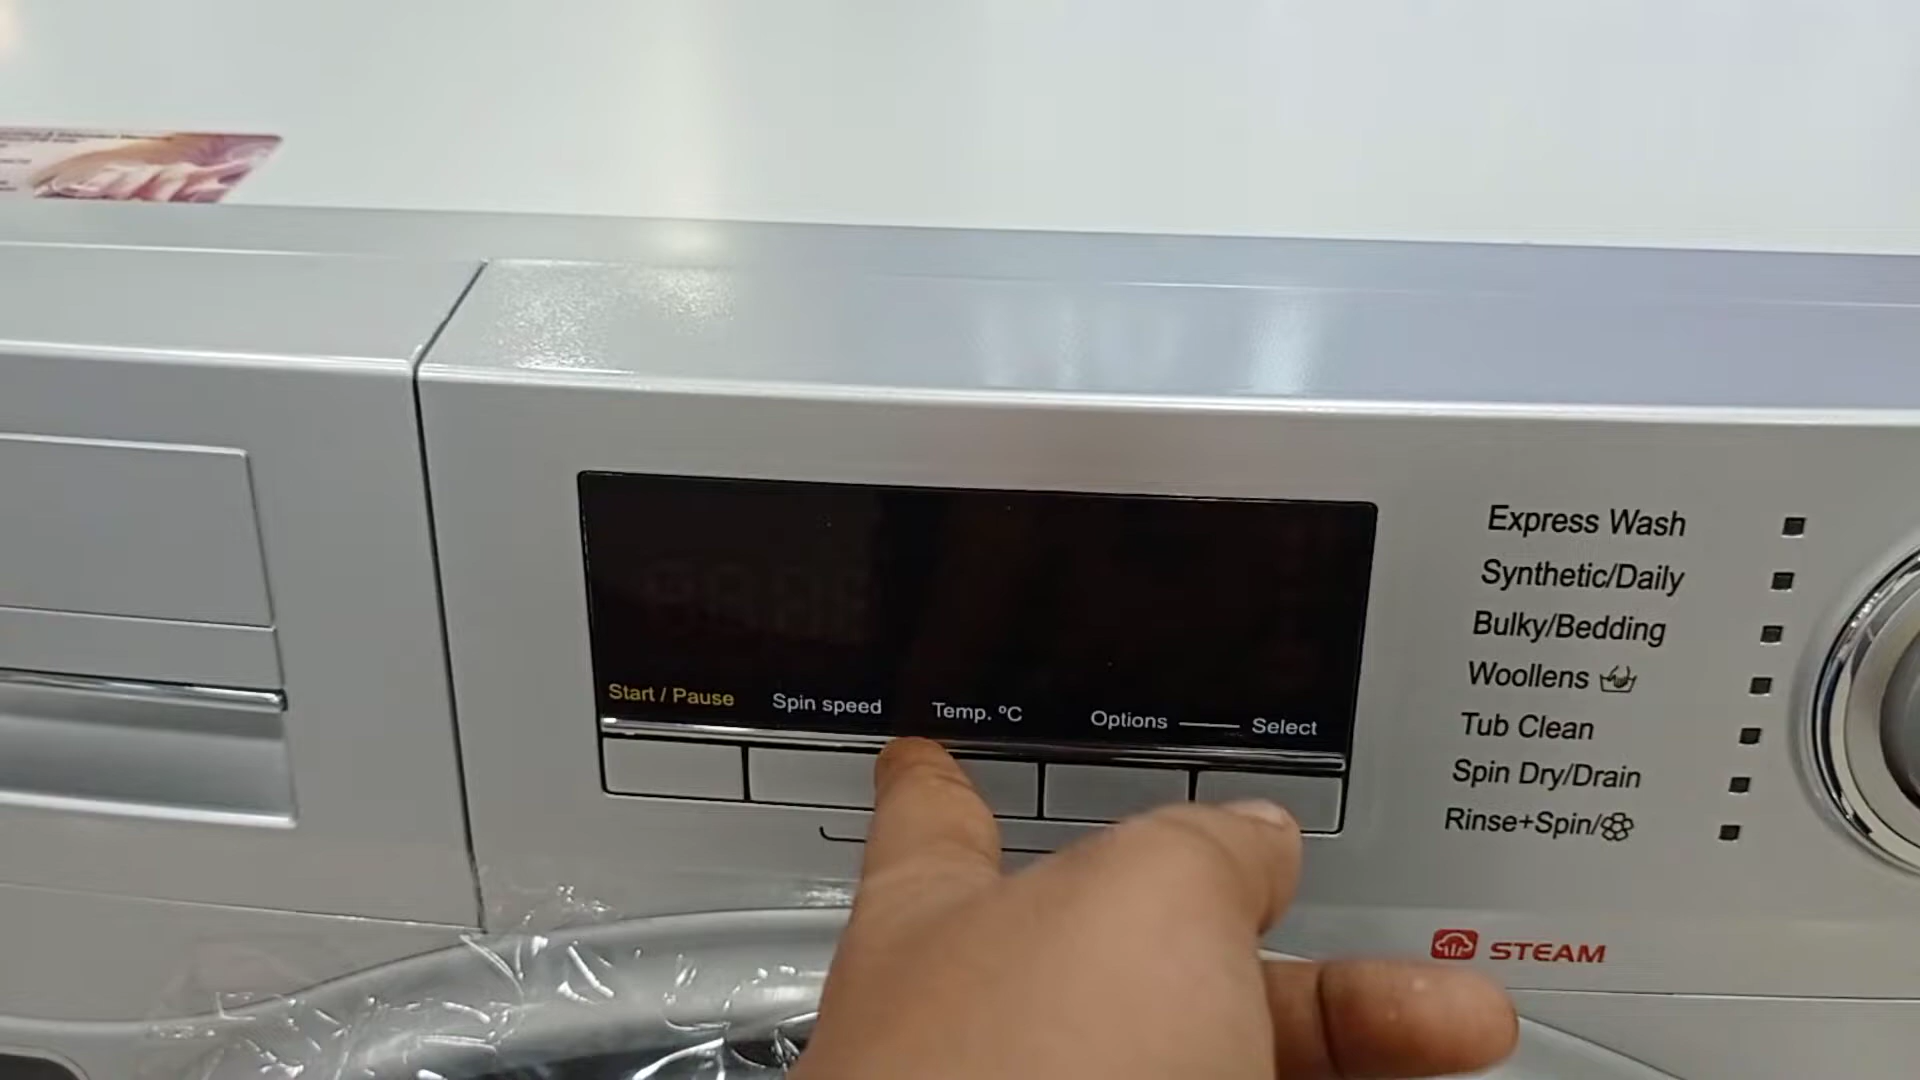 Start / Pause
Spin speed
Temp. ºC
Options
Select
Express Wash
Synthetic/Daily
Bulky/Bedding
Woollens
Tub Clean
Spin Dry/Drain
Rinse+Spin/
STEAM